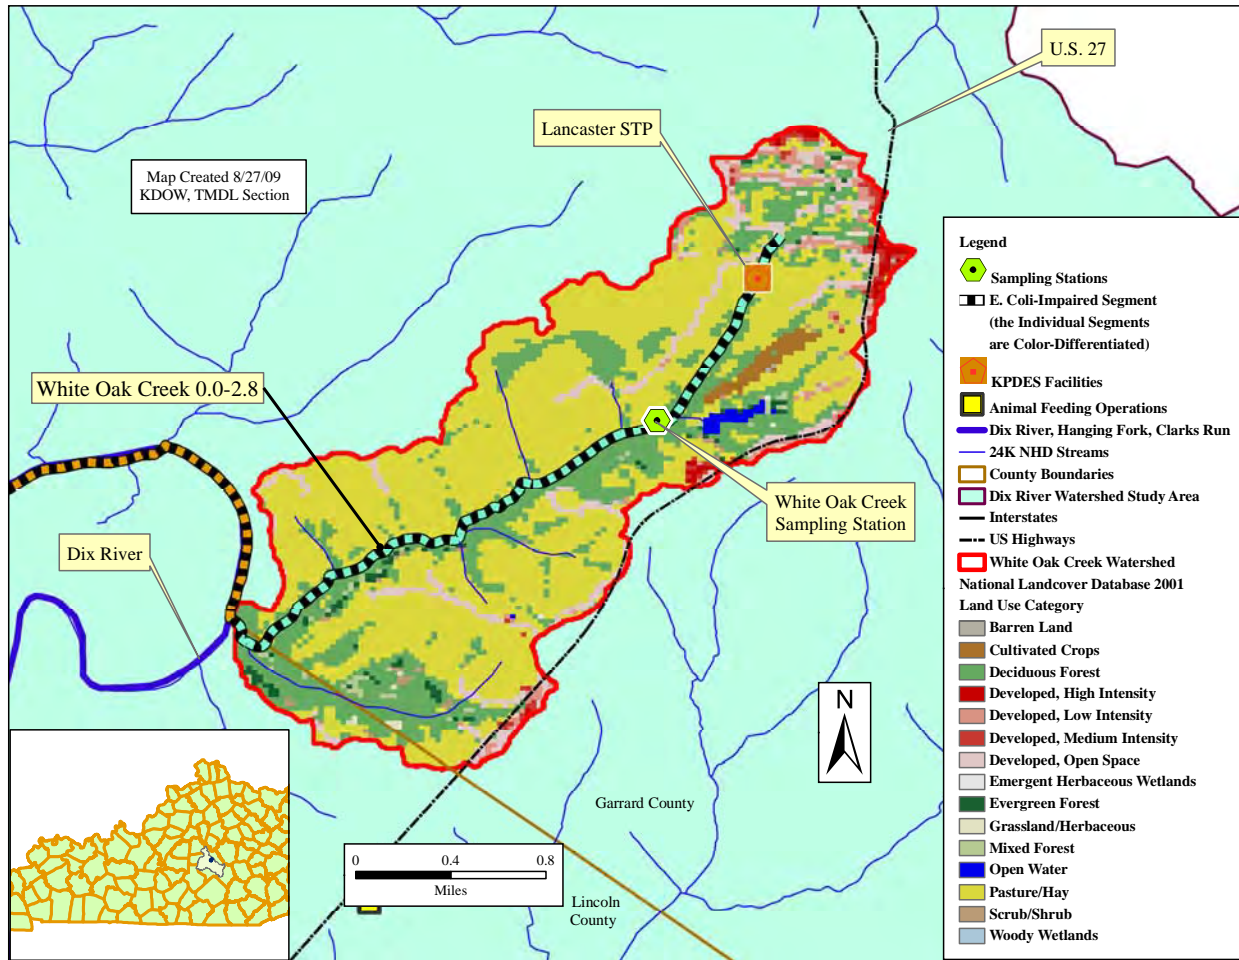 U.S. 27
Lancaster STP
Map Created 8/27/09
KDOW, TMDL Section
White Oak Creek 0.0-2.8
White Oak Creek
Sampling Station
Dix River
N
Garrard County
Lincoln
County
0 0.4 0.8
Miles
Legend
Sampling Stations
E. Coli-Impaired Segment
(the Individual Segments
are Color-Differentiated)
KPDES Facilities
Animal Feeding Operations
Dix River, Hanging Fork, Clarks Run
24K NHD Streams
County Boundaries
Dix River Watershed Study Area
Interstates
US Highways
White Oak Creek Watershed
National Landcover Database 2001
Land Use Category
Barren Land
Cultivated Crops
Deciduous Forest
Developed, High Intensity
Developed, Low Intensity
Developed, Medium Intensity
Developed, Open Space
Emergent Herbaceous Wetlands
Evergreen Forest
Grassland/Herbaceous
Mixed Forest
Open Water
Pasture/Hay
Scrub/Shrub
Woody Wetlands